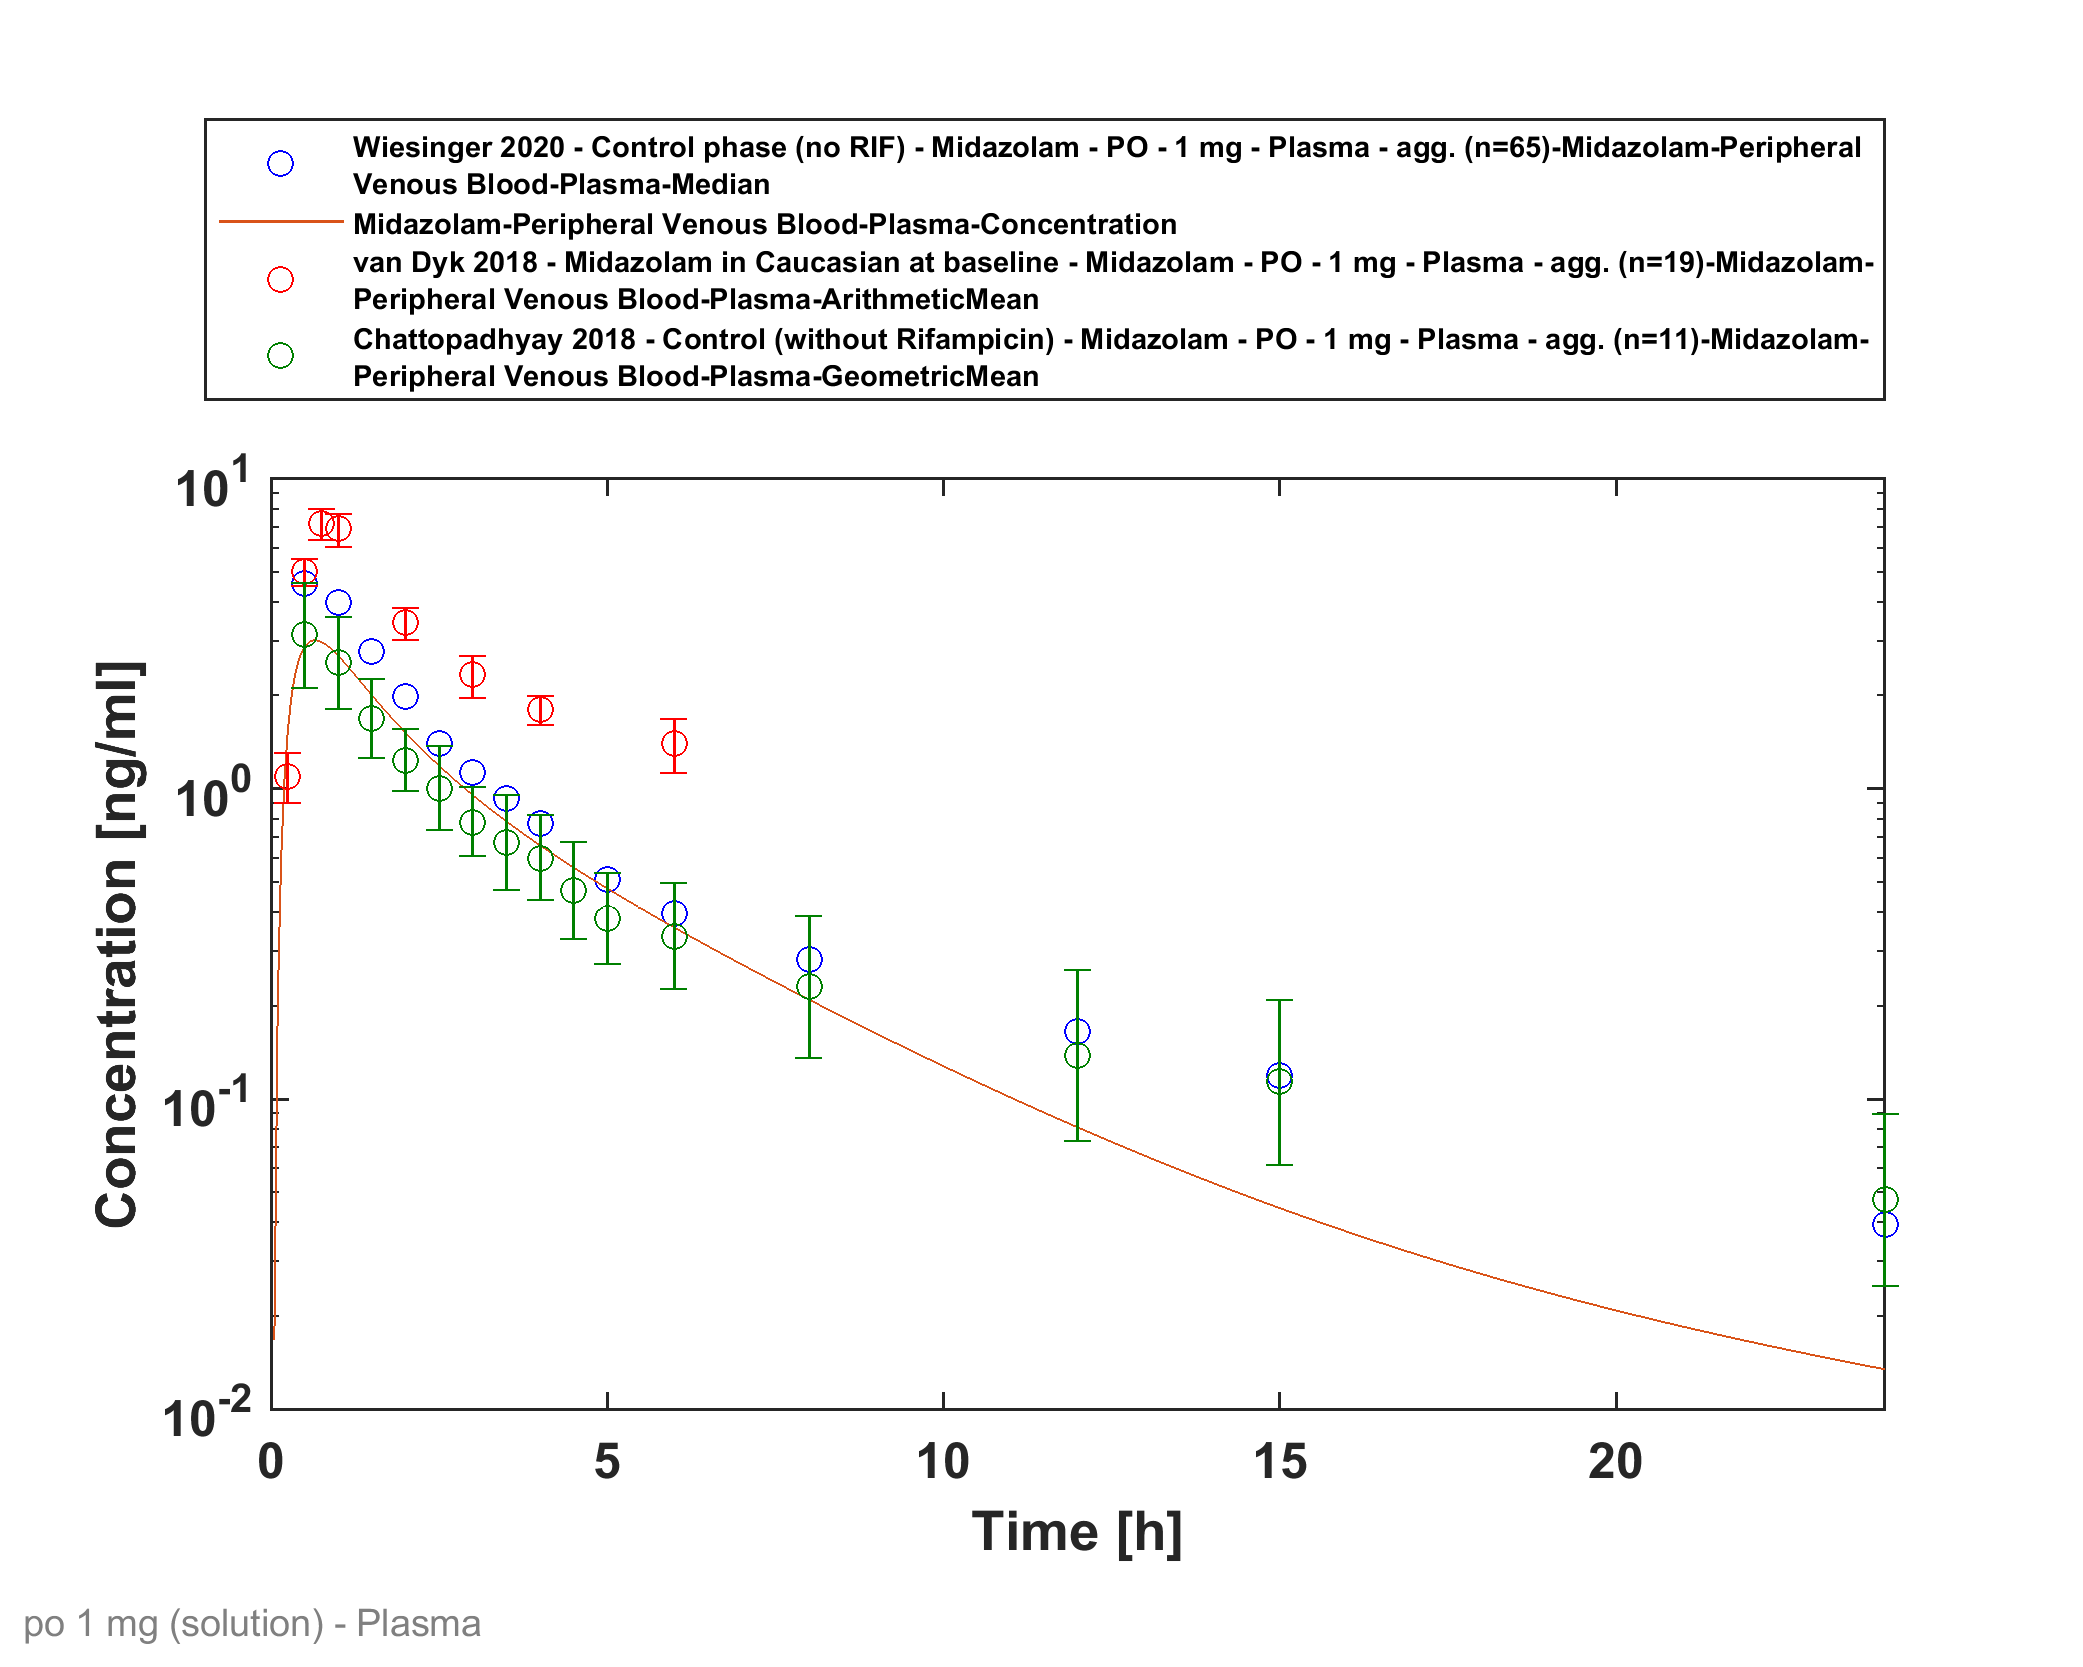 Wiesinger 2020 - Control phase (no RIF) - Midazolam - PO - 1 mg - Plasma - agg. (n=65)-Midazolam-Peripheral
Venous Blood-Plasma-Median
Midazolam-Peripheral Venous Blood-Plasma-Concentration
van Dyk 2018 - Midazolam in Caucasian at baseline - Midazolam - PO - 1 mg - Plasma - agg. (n=19)-Midazolam-
Peripheral Venous Blood-Plasma-ArithmeticMean
Chattopadhyay 2018 - Control (without Rifampicin) - Midazolam - PO - 1 mg - Plasma - agg. (n=11)-Midazolam-
Peripheral Venous Blood-Plasma-GeometricMean
10^1
10^0
10^-1
10^-2
Concentration [ng/ml]
0 5 10 15 20
Time [h]
po 1 mg (solution) - Plasma